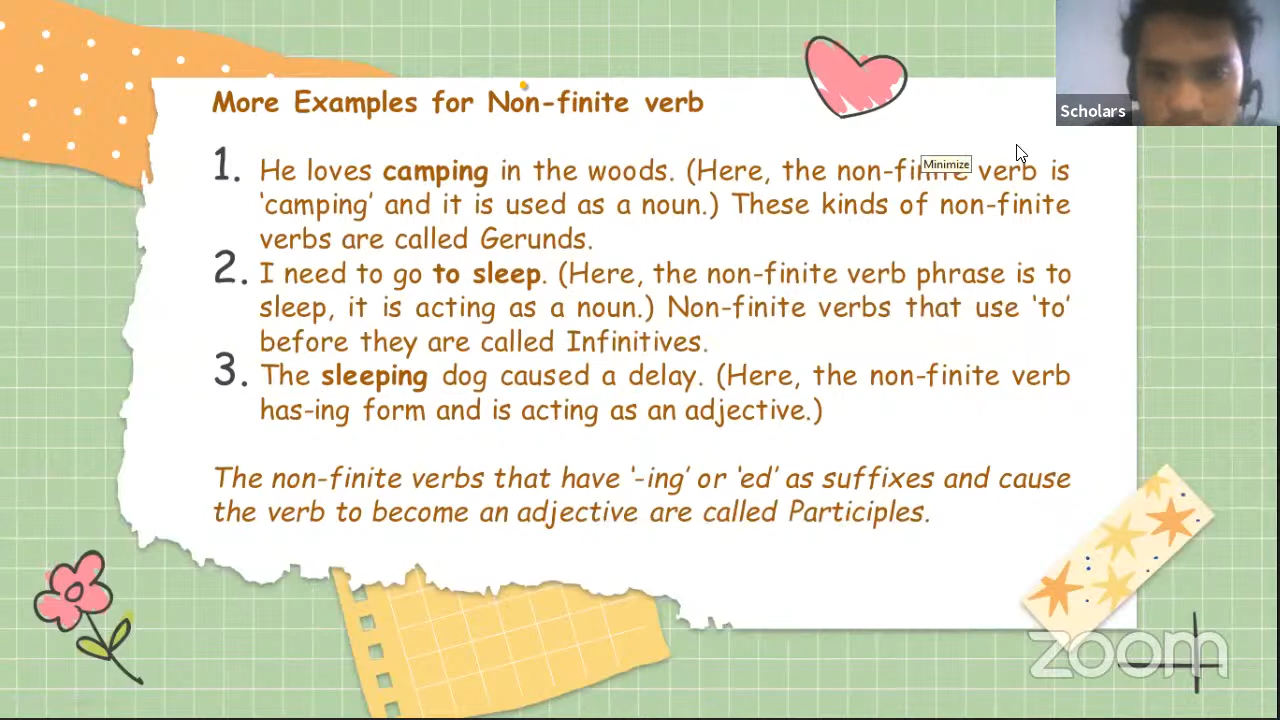 More Examples for Non-finite verb
Scholars
Minimize
1. He loves camping in the woods. (Here, the non-finite verb is
‘camping’ and it is used as a noun.) These kinds of non-finite
verbs are called Gerunds.
2. I need to go to sleep. (Here, the non-finite verb phrase is to
sleep, it is acting as a noun.) Non-finite verbs that use ‘to’
before they are called Infinitives.
3. The sleeping dog caused a delay. (Here, the non-finite verb
has-ing form and is acting as an adjective.)
The non-finite verbs that have ‘-ing’ or ‘ed’ as suffixes and cause
the verb to become an adjective are called Participles.
zoom